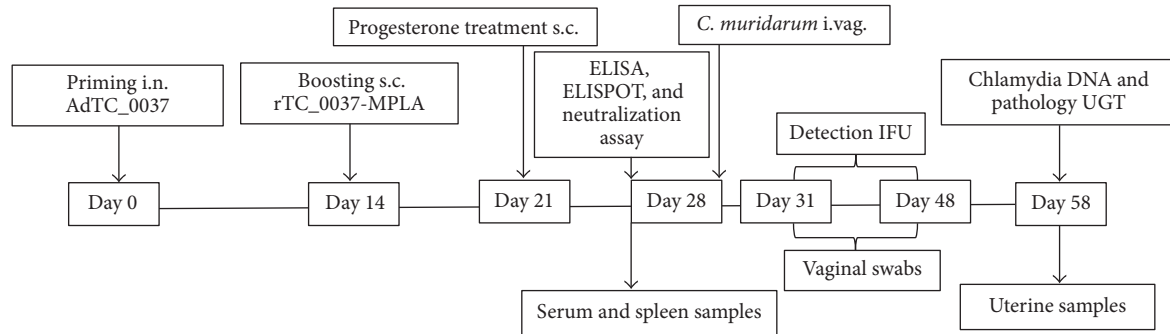 Progesterone treatment s.c.
C. muridarum i.vag.
Priming i.n.
AdTC_0037
Boosting s.c.
rTC_0037-MPLA
ELISA,
ELISPOT, and
neutralization
assay
Detection IFU
Chlamydia DNA and
pathology UGT
Day 0
Day 14
Day 21
Day 28
Day 31
Day 48
Day 58
Vaginal swabs
Serum and spleen samples
Uterine samples